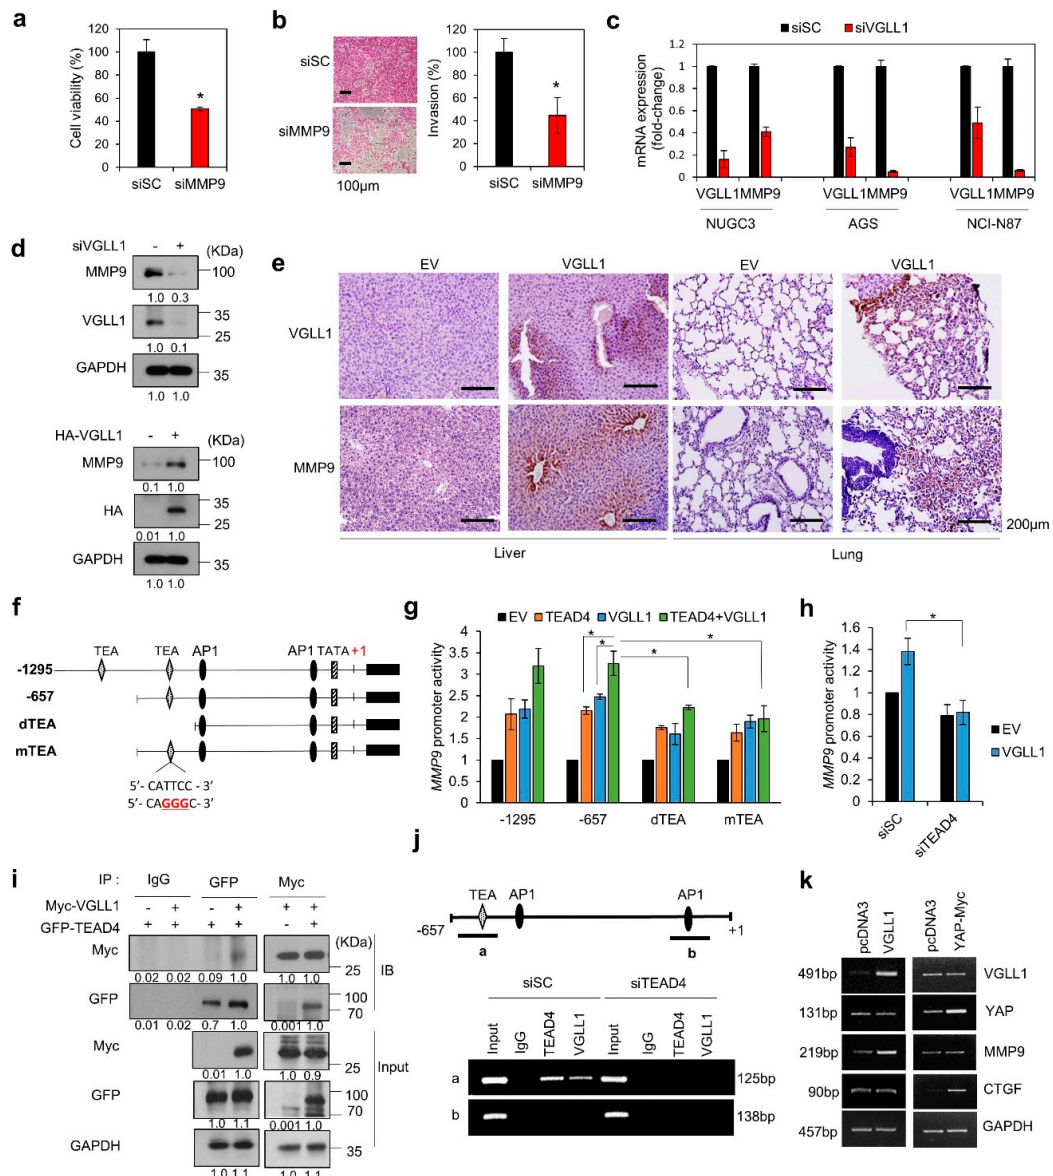 a
Cell viability (%)
120
100
80
60
40
20
0
*
siSC siMMP9
b
siSC
siMMP9
100μm
Invasion (%)
120
100
80
60
40
20
0
*
siSC siMMP9
c
siSC siVGLL1
mRNA expression
(fold-change)
1.2
1
0.8
0.6
0.4
0.2
0
VGLL1MMP9 VGLL1MMP9 VGLL1MMP9
NUGC3 AGS NCI-N87
d
siVGLL1 - + (KDa)
MMP9 100
1.0 0.3
VGLL1 35
25
1.0 0.1
GAPDH 35
1.0 1.0
HA-VGLL1 - + (KDa)
MMP9 100
0.1 1.0
HA 35
25
0.01 1.0
GAPDH 35
1.0 1.0
e
EV VGLL1 EV VGLL1
VGLL1
MMP9
200μm
Liver Lung
f
TEA TEA AP1 AP1 TATA +1
-1295
-657
dTEA
mTEA
5'- CATTCC - 3'
5'- CAGGGC- 3'
g
EV TEAD4 VGLL1 TEAD4+VGLL1
MMP9 promoter activity
4
3.5
3
2.5
2
1.5
1
0.5
0
* * * *
-1295 -657 dTEA mTEA
h
MMP9 promoter activity
1.6
1.4
1.2
1
0.8
0.6
0.4
0.2
0
*
EV
VGLL1
siSC siTEAD4
i
IP : IgG GFP Myc
Myc-VGLL1 - + - + + +
GFP-TEAD4 + + + + - +
(KDa)
Myc 25
0.02 0.02 0.09 1.0 1.0 1.0
IB
GFP 100
70
0.01 0.02 0.7 1.0 0.001 1.0
Myc 25
0.01 1.0 1.0 0.9
Input
GFP 100
70
1.0 1.1 0.001 1.0
GAPDH 35
1.0 1.1 1.0 1.1
j
TEA AP1 AP1
-657 +1
a b
siSC siTEAD4
Input IgG TEAD4 VGLL1 Input IgG TEAD4 VGLL1
a 125bp
b 138bp
k
pcDNA3 VGLL1 pcDNA3 YAP-Myc
491bp VGLL1
131bp YAP
219bp MMP9
90bp CTGF
457bp GAPDH